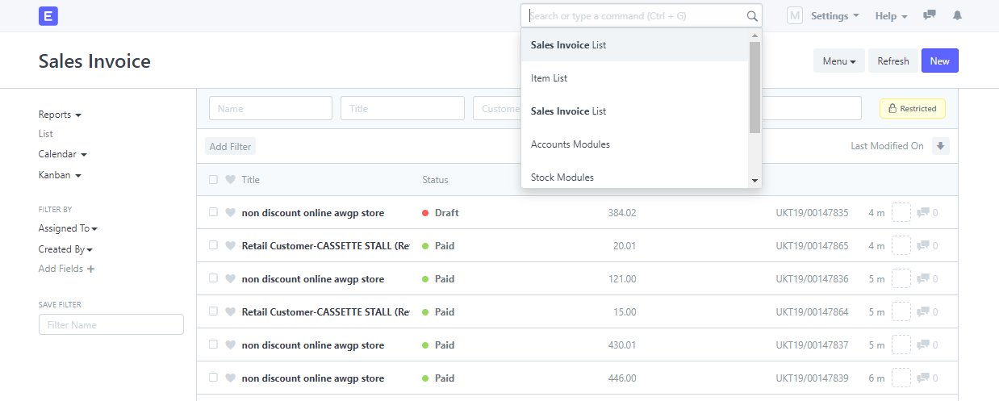 E
Search or type a command (Ctrl + G)
M
Settings
Help
Sales Invoice
Sales Invoice List
Item List
Sales Invoice List
Accounts Modules
Stock Modules
Menu
Refresh
New
Reports
List
Calendar
Kanban
FILTER BY
Assigned To
Created By
Add Fields +
SAVE FILTER
Filter Name
Name
Title
Custome
Restricted
Add Filter
Last Modified On
Title Status
non discount online awgp store Draft 384.02 UKT19/00147835 4 m 0
Retail Customer-CASSETTE STALL (Re Paid 20.01 UKT19/00147865 4 m 0
non discount online awgp store Paid 121.00 UKT19/00147836 5 m 0
Retail Customer-CASSETTE STALL (Re Paid 15.00 UKT19/00147864 5 m 0
non discount online awgp store Paid 430.01 UKT19/00147837 5 m 0
non discount online awgp store Paid 446.00 UKT19/00147839 6 m 0